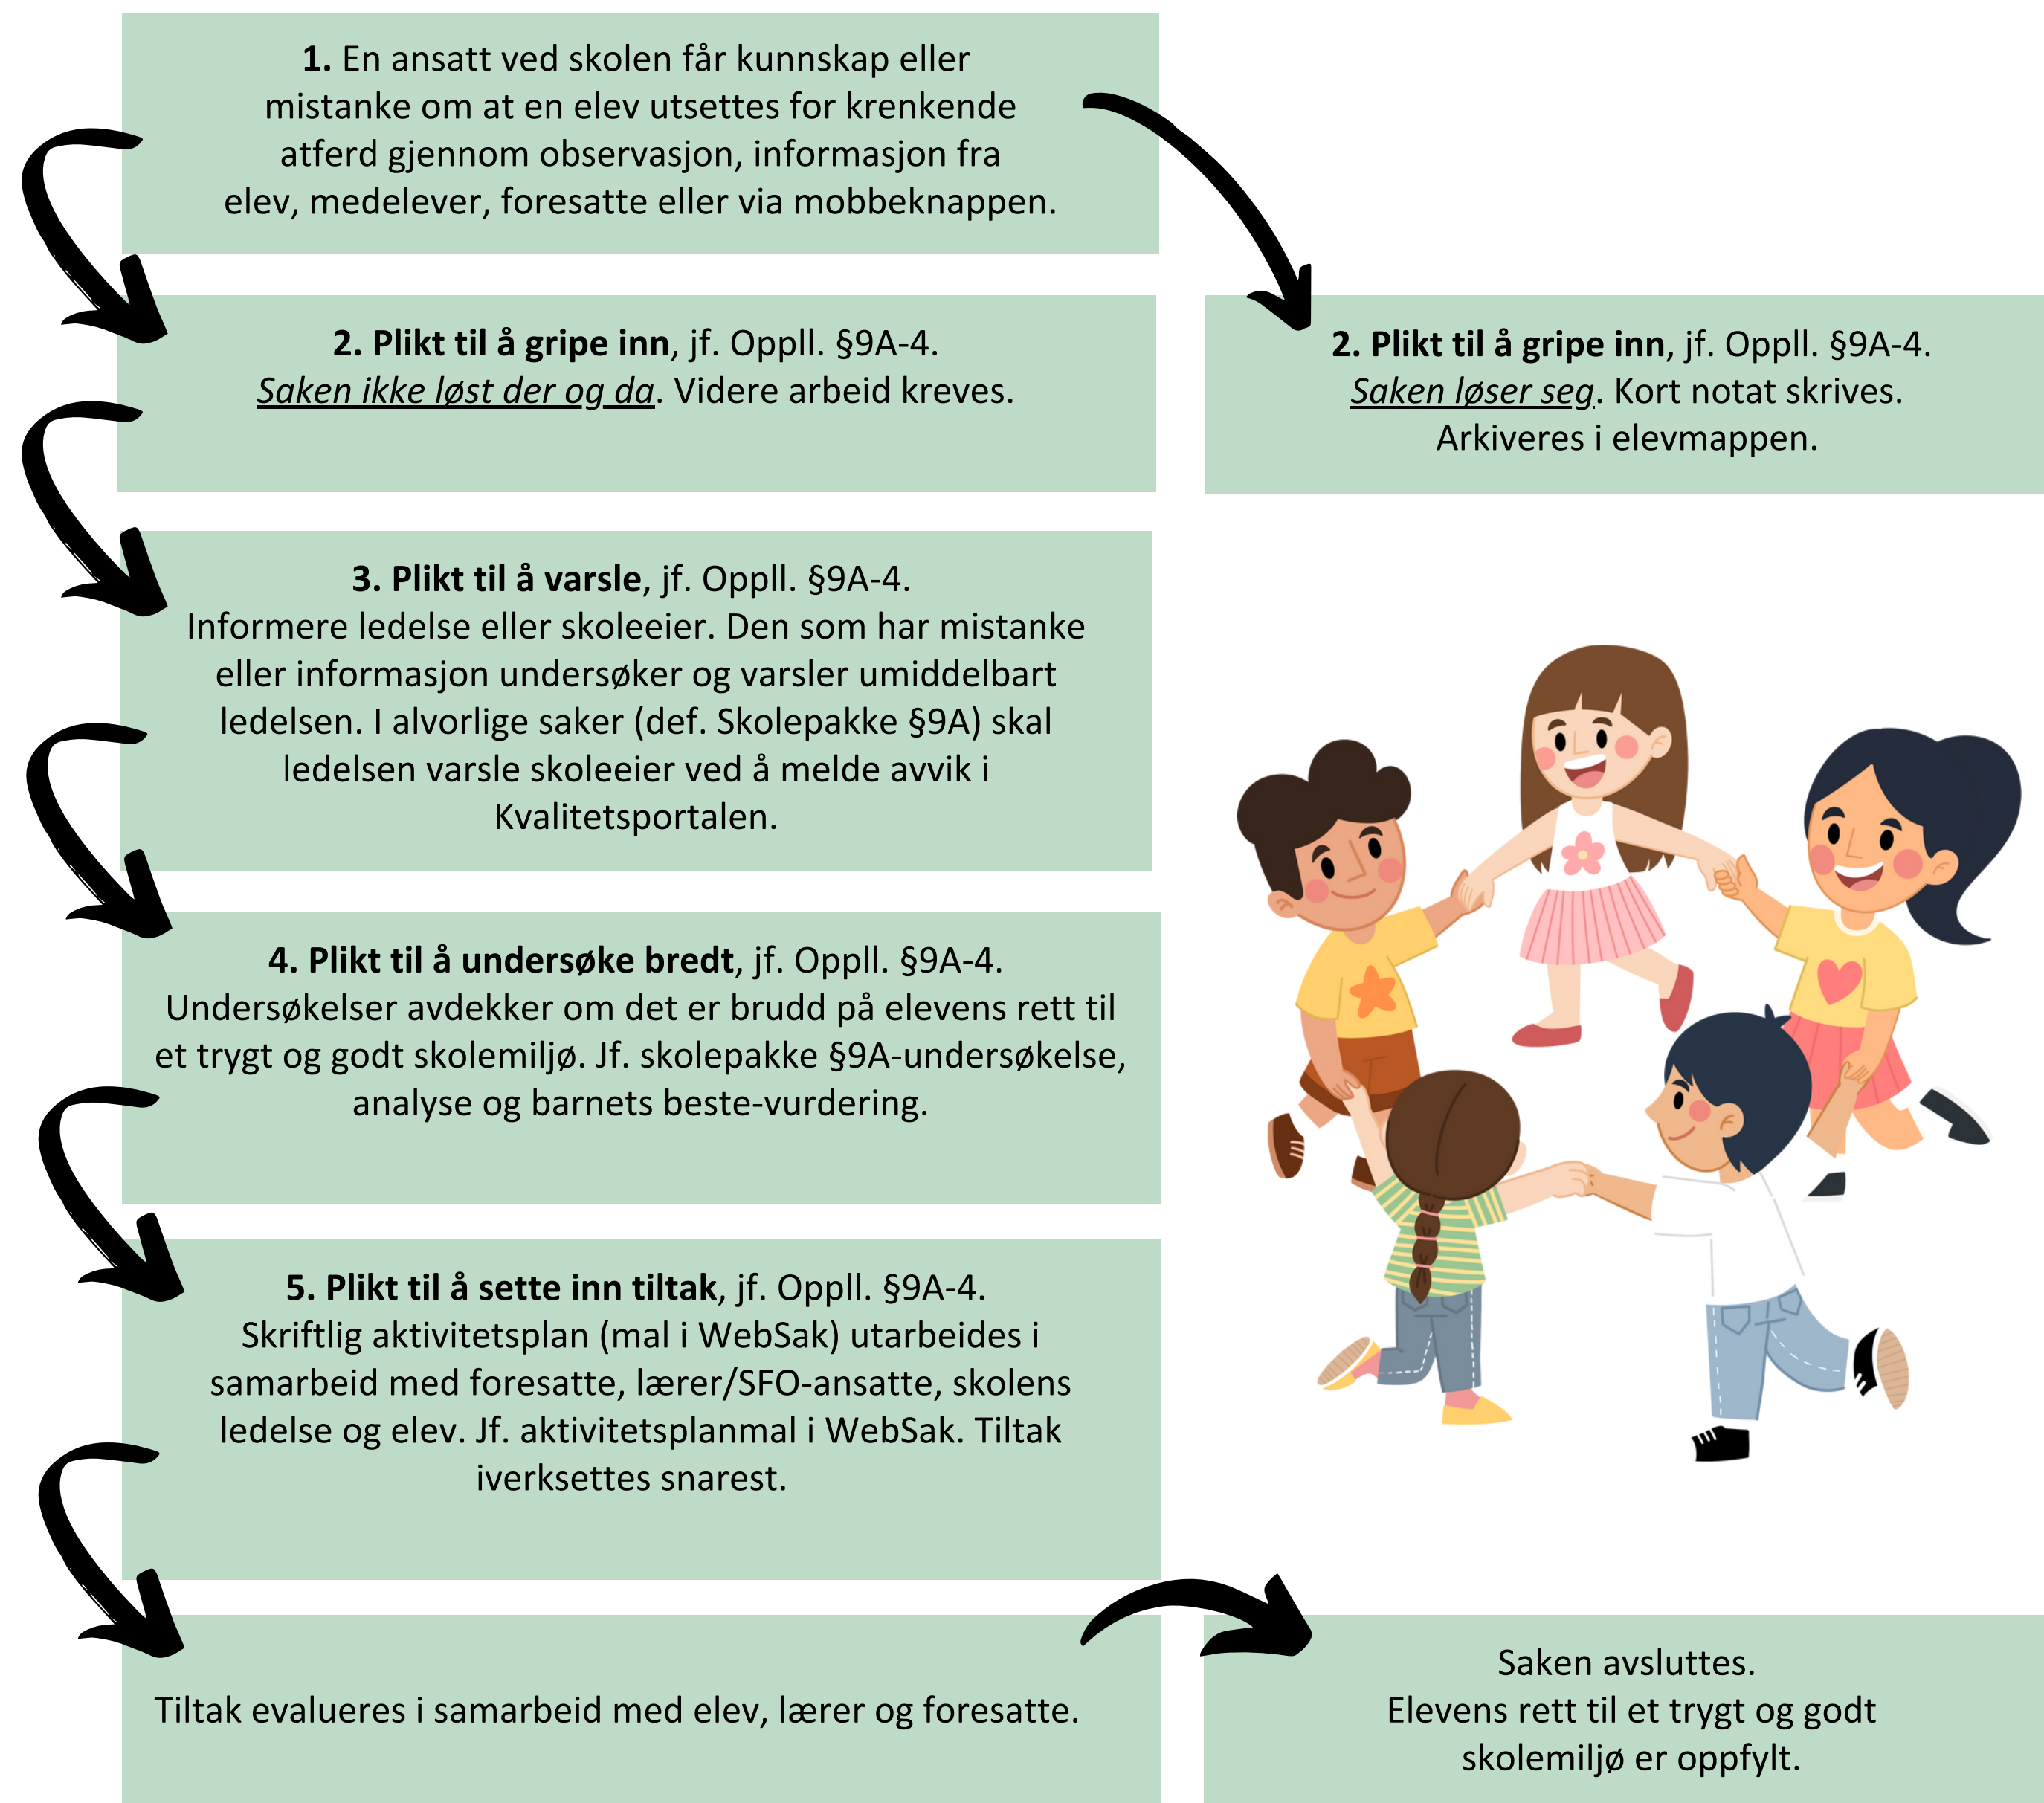 1. En ansatt ved skolen får kunnskap eller
mistanke om at en elev utsettes for krenkende
atferd gjennom observasjon, informasjon fra
elev, medelever, foresatte eller via mobbeknappen.
2. Plikt til å gripe inn, jf. Oppll. §9A-4.
Saken ikke løst der og da. Videre arbeid kreves.
2. Plikt til å gripe inn, jf. Oppll. §9A-4.
Saken løser seg. Kort notat skrives.
Arkiveres i elevmappen.
3. Plikt til å varsle, jf. Oppll. §9A-4.
Informere ledelse eller skoleeier. Den som har mistanke
eller informasjon undersøker og varsler umiddelbart
ledelsen. I alvorlige saker (def. Skolepakke §9A) skal
ledelsen varsle skoleeier ved å melde avvik i
Kvalitetsportalen.
4. Plikt til å undersøke bredt, jf. Oppll. §9A-4.
Undersøkelser avdekker om det er brudd på elevens rett til
et trygt og godt skolemiljø. Jf. skolepakke §9A-undersøkelse,
analyse og barnets beste-vurdering.
5. Plikt til å sette inn tiltak, jf. Oppll. §9A-4.
Skriftlig aktivitetsplan (mal i WebSak) utarbeides i
samarbeid med foresatte, lærer/SFO-ansatte, skolens
ledelse og elev. Jf. aktivitetsplanmal i WebSak. Tiltak
iverksettes snarest.
Tiltak evalueres i samarbeid med elev, lærer og foresatte.
Saken avsluttes.
Elevens rett til et trygt og godt
skolemiljø er oppfylt.